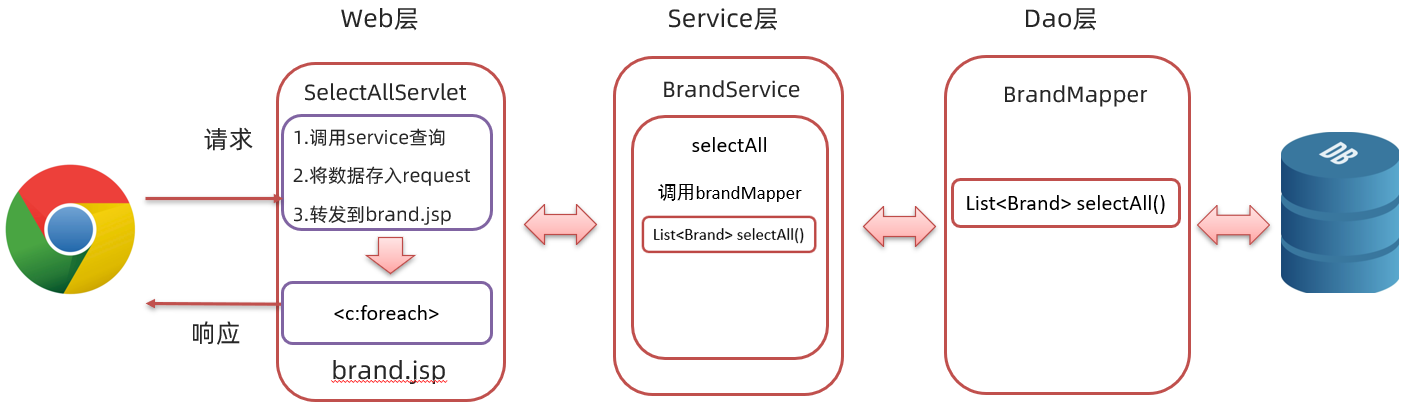 Web层
Service层
Dao层
请求
响应
SelectAllServlet
1.调用service查询
2.将数据存入request
3.转发到brand.jsp
<c:foreach>
brand.jsp
BrandService
selectAll
调用brandMapper
List<Brand> selectAll()
BrandMapper
List<Brand> selectAll()
DB